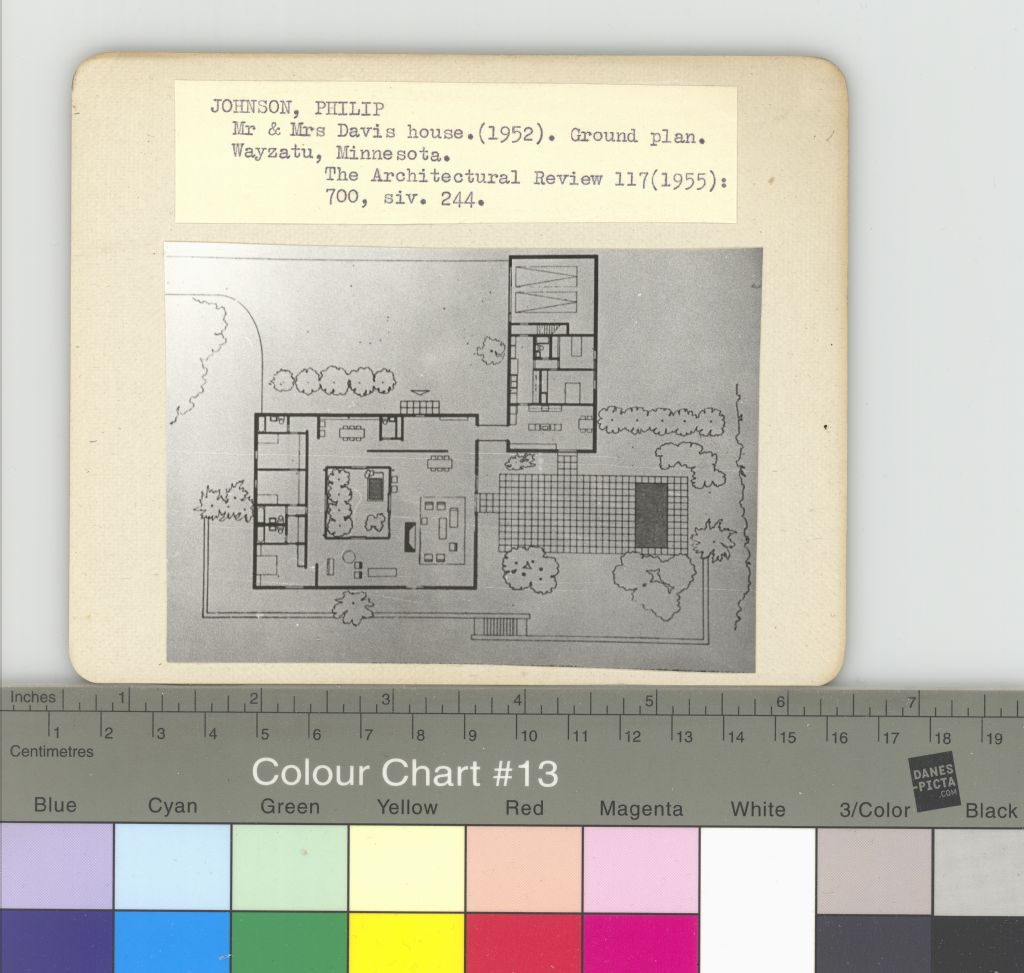 JOHNSON, PHILIP
Mr & Mrs Davis house.(1952). Ground plan.
Wayzatu, Minnesota.
The Architectural Review 117(1955):
700, siv. 244.
Inches 1 2 3 4 5 6 7
1 2 3 4 5 6 7 8 9 10 11 12 13 14 15 16 17 18 19
Centimetres
Colour Chart #13
DANES
-PICTA
.COM
Blue Cyan Green Yellow Red Magenta White 3/Color Black